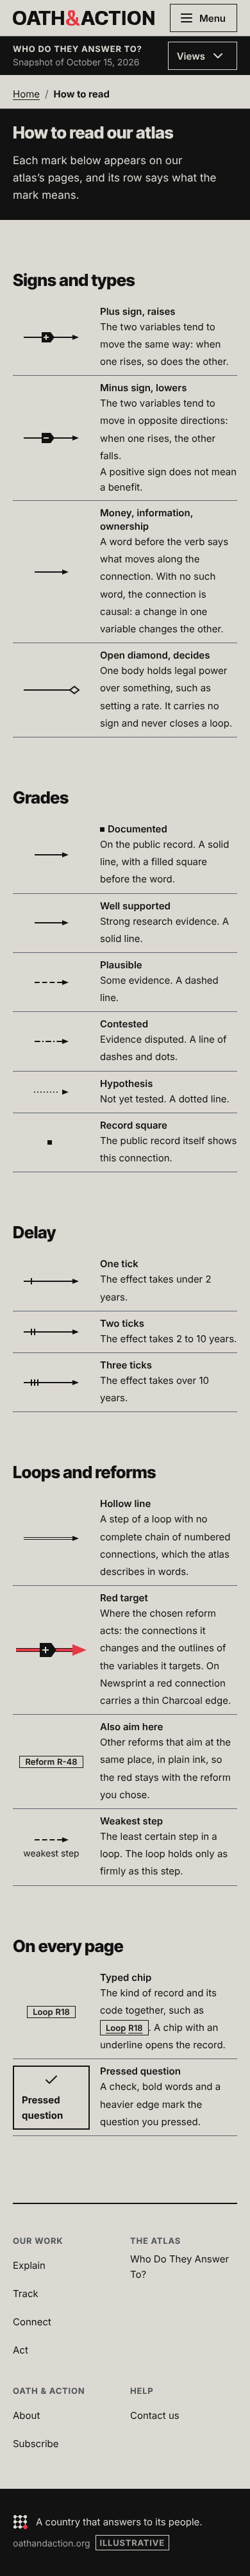 OATH&ACTION
Menu
WHO DO THEY ANSWER TO?
Snapshot of October 15, 2026
Views
Home / How to read
How to read our atlas
Each mark below appears on our
atlas's pages, and its row says what the
mark means.
Signs and types
Plus sign, raises
The two variables tend to
move the same way: when
one rises, so does the other.
Minus sign, lowers
The two variables tend to
move in opposite directions:
when one rises, the other
falls.
A positive sign does not mean
a benefit.
Money, information,
ownership
A word before the verb says
what moves along the
connection. With no such
word, the connection is
causal: a change in one
variable changes the other.
Open diamond, decides
One body holds legal power
over something, such as
setting a rate. It carries no
sign and never closes a loop.
Grades
Documented
On the public record. A solid
line, with a filled square
before the word.
Well supported
Strong research evidence. A
solid line.
Plausible
Some evidence. A dashed
line.
Contested
Evidence disputed. A line of
dashes and dots.
Hypothesis
Not yet tested. A dotted line.
Record square
The public record itself shows
this connection.
Delay
One tick
The effect takes under 2
years.
Two ticks
The effect takes 2 to 10 years.
Three ticks
The effect takes over 10
years.
Loops and reforms
Hollow line
A step of a loop with no
complete chain of numbered
connections, which the atlas
describes in words.
Red target
Where the chosen reform
acts: the connections it
changes and the outlines of
the variables it targets. On
Newsprint a red connection
carries a thin Charcoal edge.
Reform R-48
Also aim here
Other reforms that aim at the
same place, in plain ink, so
the red stays with the reform
you chose.
weakest step
Weakest step
The least certain step in a
loop. The loop holds only as
firmly as this step.
On every page
Loop R18
Typed chip
The kind of record and its
code together, such as
Loop R18 . A chip with an
underline opens the record.
Pressed
question
Pressed question
A check, bold words and a
heavier edge mark the
question you pressed.
OUR WORK
Explain
Track
Connect
Act
THE ATLAS
Who Do They Answer
To?
OATH & ACTION
About
Subscribe
HELP
Contact us
A country that answers to its people.
oathandaction.org ILLUSTRATIVE